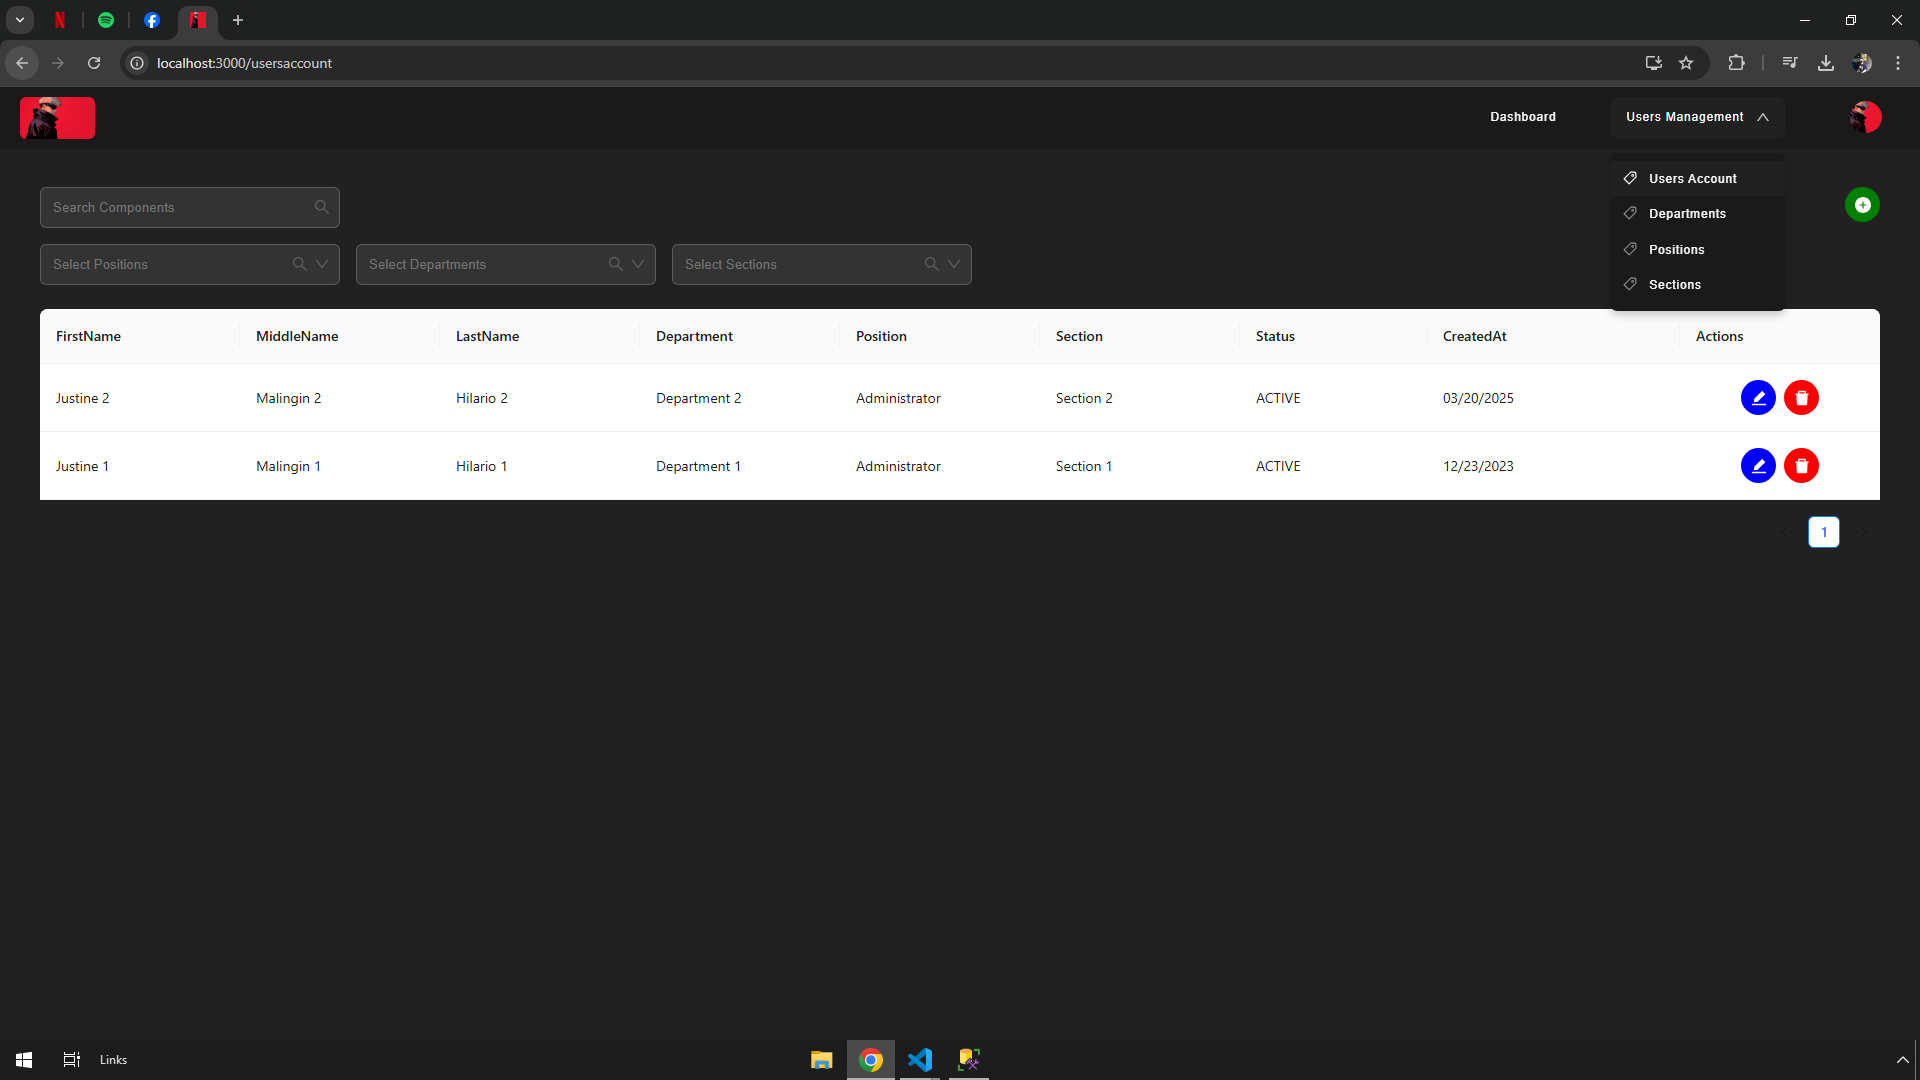 localhost:3000/usersaccount
Dashboard
Users Management
Users Account
Departments
Positions
Sections
Search Components
Select Positions
Select Departments
Select Sections
FirstName MiddleName LastName Department Position Section Status CreatedAt Actions
Justine 2 Malingin 2 Hilario 2 Department 2 Administrator Section 2 ACTIVE 03/20/2025
Justine 1 Malingin 1 Hilario 1 Department 1 Administrator Section 1 ACTIVE 12/23/2023
1
Links